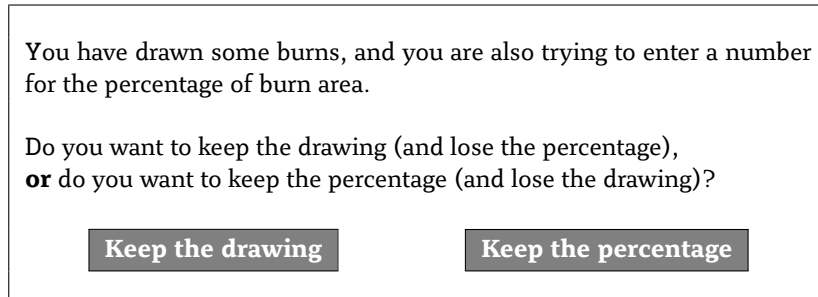 You have drawn some burns, and you are also trying to enter a number
for the percentage of burn area.
Do you want to keep the drawing (and lose the percentage),
or do you want to keep the percentage (and lose the drawing)?
Keep the drawing
Keep the percentage